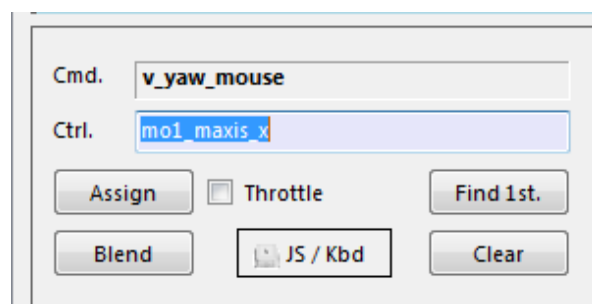 Cmd. v_yaw_mouse
Ctrl. mo1_maxis_x
Assign Throttle Find 1st.
Blend JS / Kbd Clear